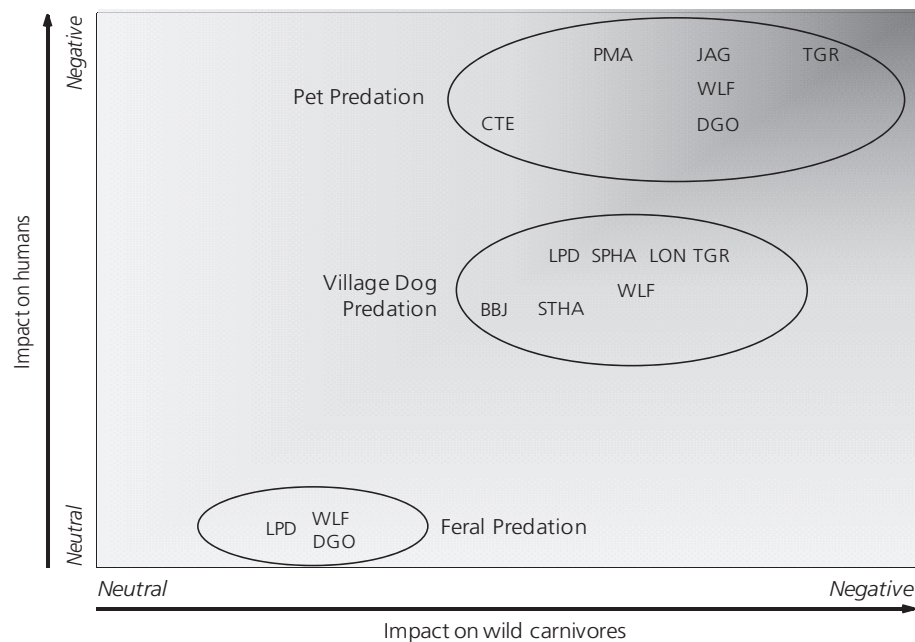 Negative
PMA JAG TGR
Pet Predation
WLF
CTE
DGO
Impact on humans
LPD SPHA LON TGR
Village Dog
Predation
WLF
BBJ STHA
Neutral
LPD
WLF
DGO
Feral Predation
Neutral Negative
Impact on wild carnivores